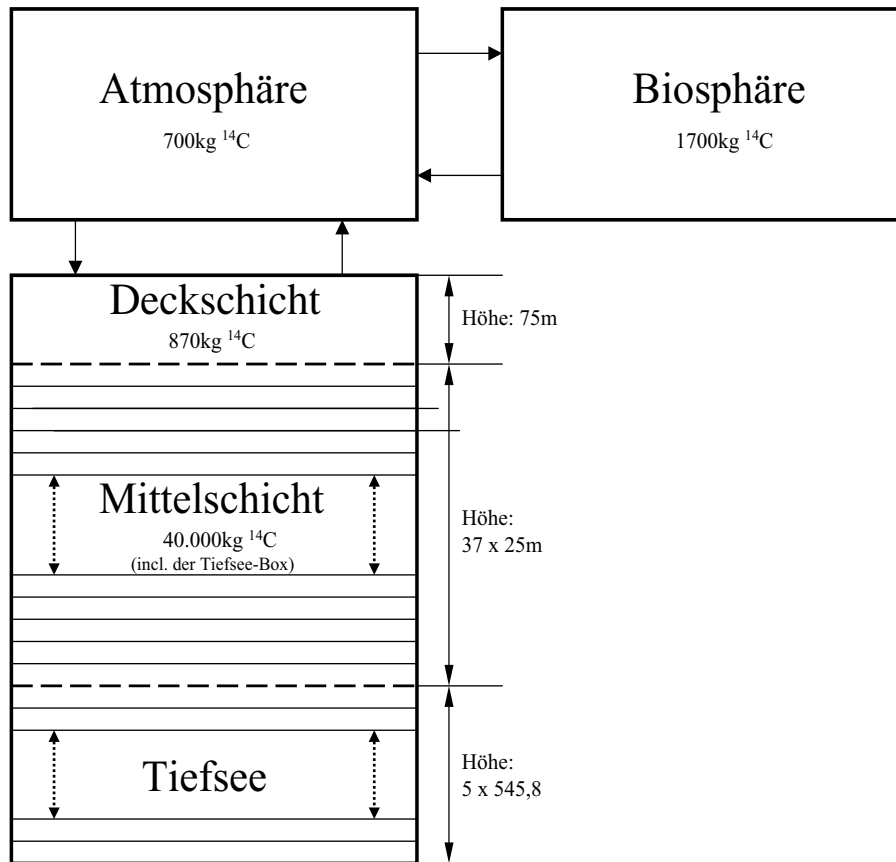 Atmosphäre
700kg ¹⁴C
Biosphäre
1700kg ¹⁴C
Deckschicht
870kg ¹⁴C
Höhe: 75m
Mittelschicht
40.000kg ¹⁴C
(incl. der Tiefsee-Box)
Höhe:
37 x 25m
Tiefsee
Höhe:
5 x 545,8